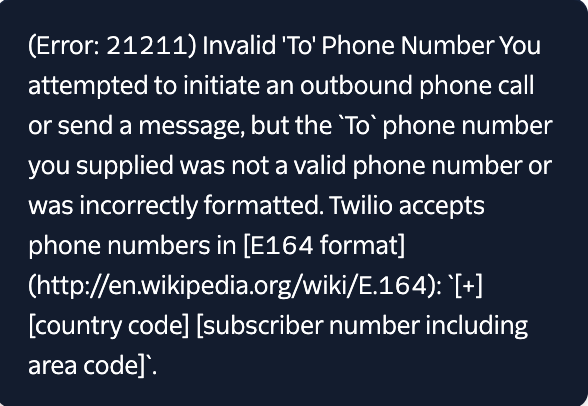 (Error: 21211) Invalid 'To' Phone Number You
attempted to initiate an outbound phone call
or send a message, but the `To` phone number
you supplied was not a valid phone number or
was incorrectly formatted. Twilio accepts
phone numbers in [E164 format]
(http://en.wikipedia.org/wiki/E.164): `[+]
[country code] [subscriber number including
area code]`.